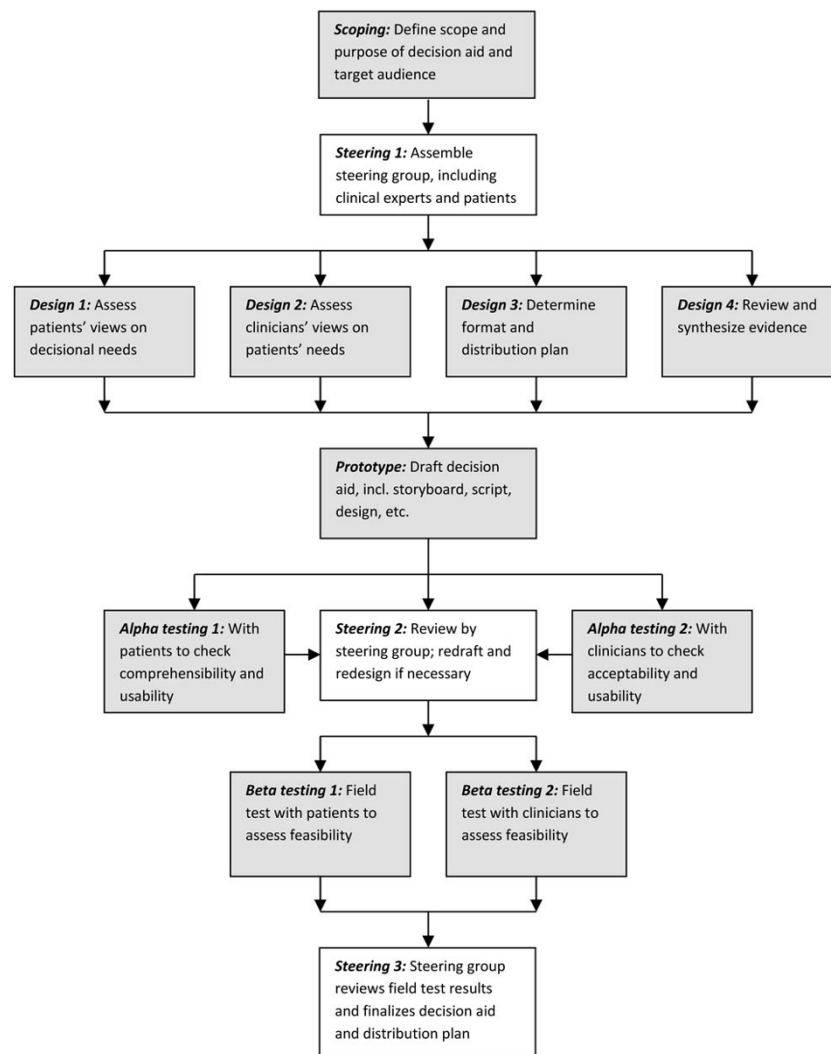 Scoping: Define scope and
purpose of decision aid and
target audience
Steering 1: Assemble
steering group, including
clinical experts and patients
Design 1: Assess
patients’ views on
decisional needs
Design 2: Assess
clinicians’ views on
patients’ needs
Design 3: Determine
format and
distribution plan
Design 4: Review and
synthesize evidence
Prototype: Draft decision
aid, incl. storyboard, script,
design, etc.
Alpha testing 1: With
patients to check
comprehensibility and
usability
Steering 2: Review by
steering group; redraft and
redesign if necessary
Alpha testing 2: With
clinicians to check
acceptability and
usability
Beta testing 1: Field
test with patients to
assess feasibility
Beta testing 2: Field
test with clinicians to
assess feasibility
Steering 3: Steering group
reviews field test results
and finalizes decision aid
and distribution plan